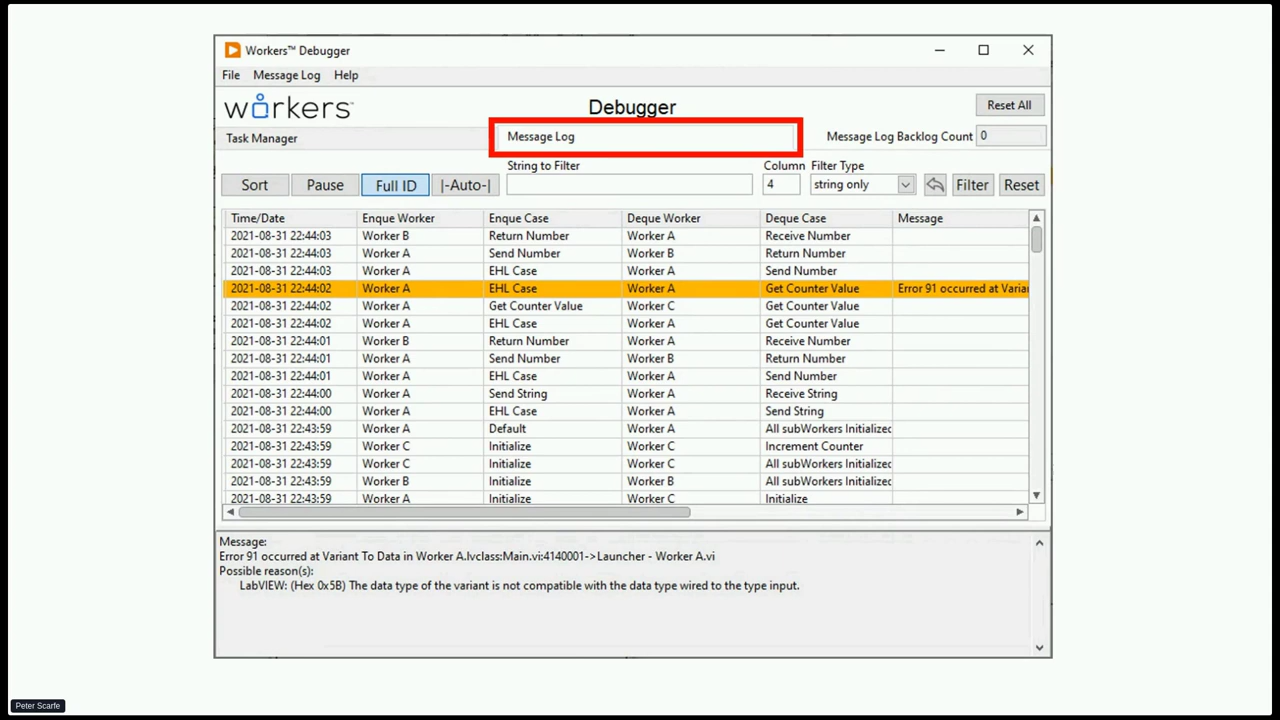 Workers™ Debugger
File Message Log Help
workers™ Debugger Reset All
Task Manager Message Log Message Log Backlog Count 0
String to Filter Column Filter Type
Sort Pause Full ID |-Auto-| 4 string only Filter Reset
Time/Date Enque Worker Enque Case Deque Worker Deque Case Message
2021-08-31 22:44:03 Worker B Return Number Worker A Receive Number
2021-08-31 22:44:03 Worker A Send Number Worker B Return Number
2021-08-31 22:44:03 Worker A EHL Case Worker A Send Number
2021-08-31 22:44:02 Worker A EHL Case Worker A Get Counter Value Error 91 occurred at Varia
2021-08-31 22:44:02 Worker A Get Counter Value Worker C Get Counter Value
2021-08-31 22:44:02 Worker A EHL Case Worker A Get Counter Value
2021-08-31 22:44:01 Worker B Return Number Worker A Receive Number
2021-08-31 22:44:01 Worker A Send Number Worker B Return Number
2021-08-31 22:44:01 Worker A EHL Case Worker A Send Number
2021-08-31 22:44:00 Worker A Send String Worker A Receive String
2021-08-31 22:44:00 Worker A EHL Case Worker A Send String
2021-08-31 22:43:59 Worker A Default Worker A All subWorkers Initialized
2021-08-31 22:43:59 Worker C Initialize Worker C Increment Counter
2021-08-31 22:43:59 Worker C Initialize Worker C All subWorkers Initialized
2021-08-31 22:43:59 Worker B Initialize Worker B All subWorkers Initialized
2021-08-31 22:43:59 Worker A Initialize Worker C Initialize
Message:
Error 91 occurred at Variant To Data in Worker A.lvclass:Main.vi:4140001->Launcher - Worker A.vi
Possible reason(s):
LabVIEW: (Hex 0x5B) The data type of the variant is not compatible with the data type wired to the type input.
Peter Scarfe